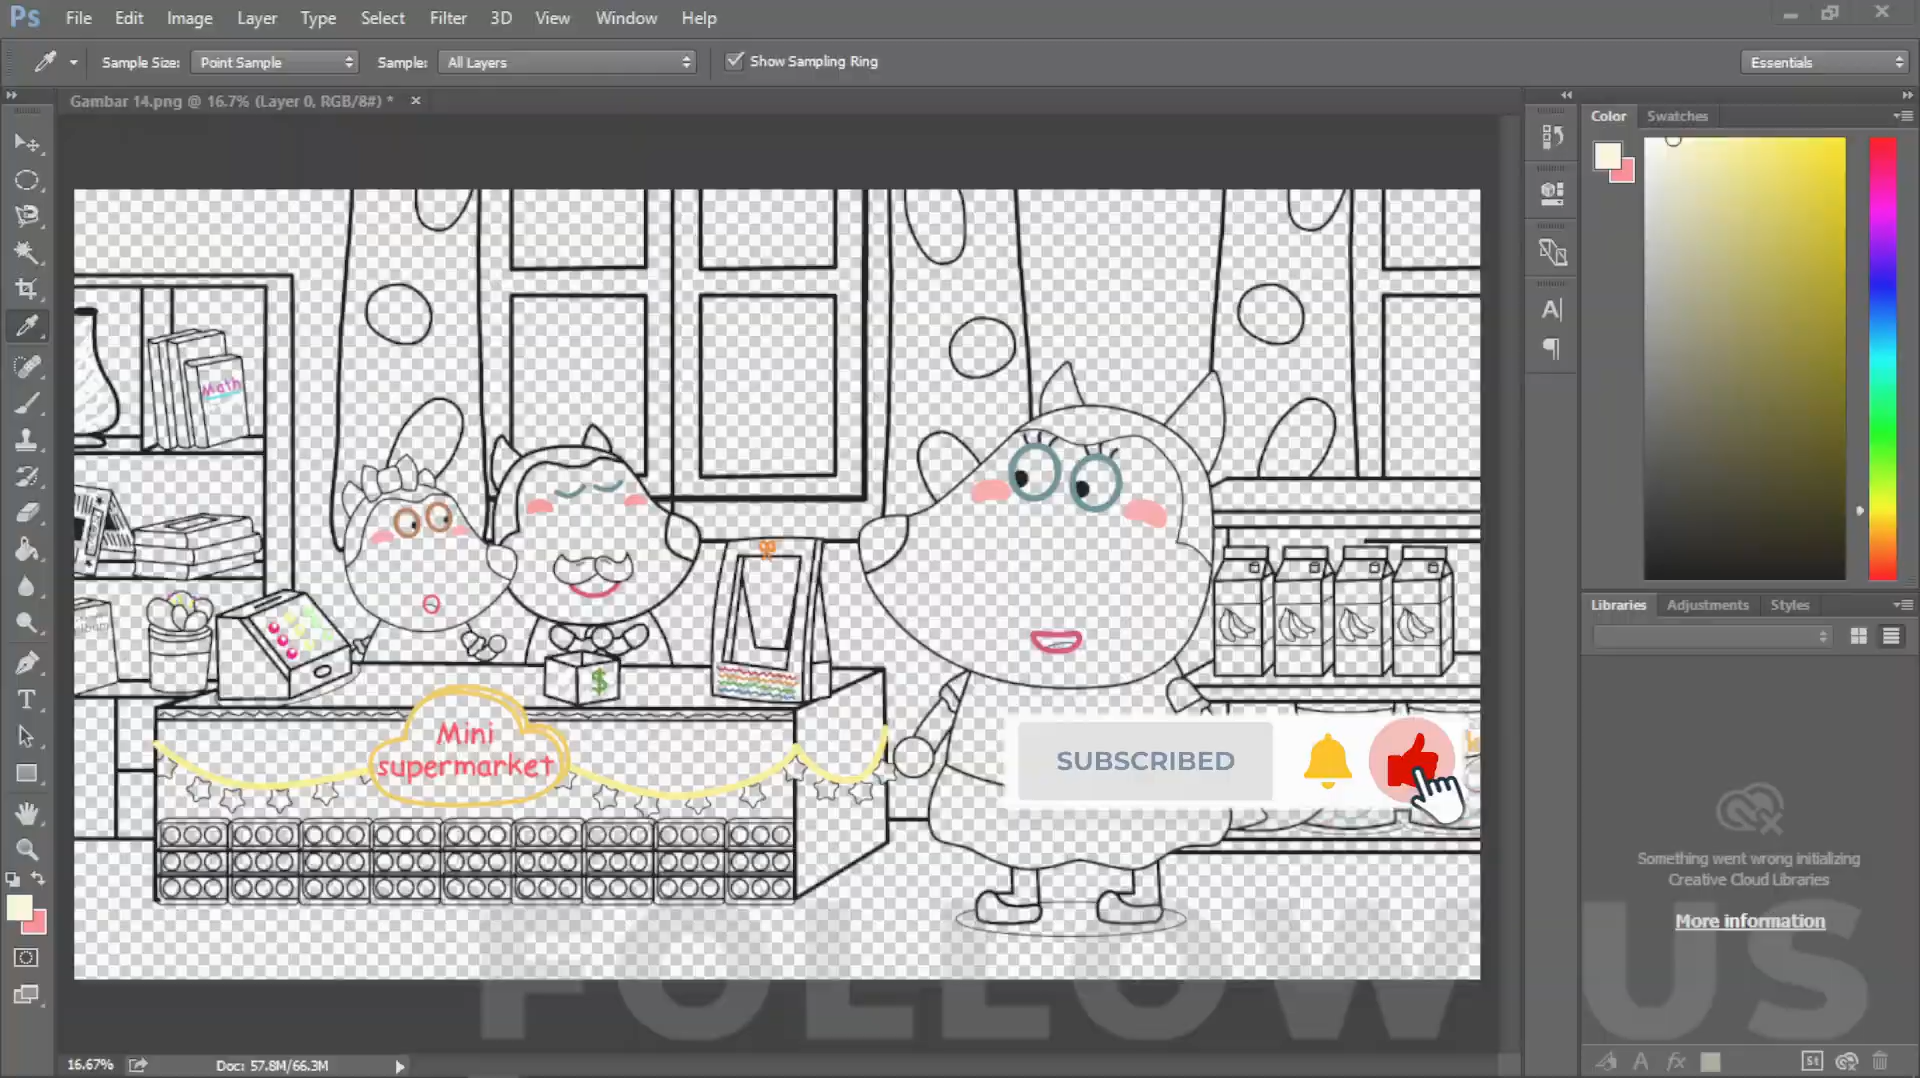 Ps File Edit Image Layer Type Select Filter 3D View Window Help
Sample Size: Point Sample Sample: All Layers Show Sampling Ring Essentials
Gambar 14.png @ 16.7% (Layer 0, RGB/8#) *
Color Swatches
Math
$
Mini
supermarket
SUBSCRIBED
Libraries Adjustments Styles
Something went wrong initializing
Creative Cloud Libraries
More information
FOLLOW US
16.67% Doc: 57.8M/66.3M
St